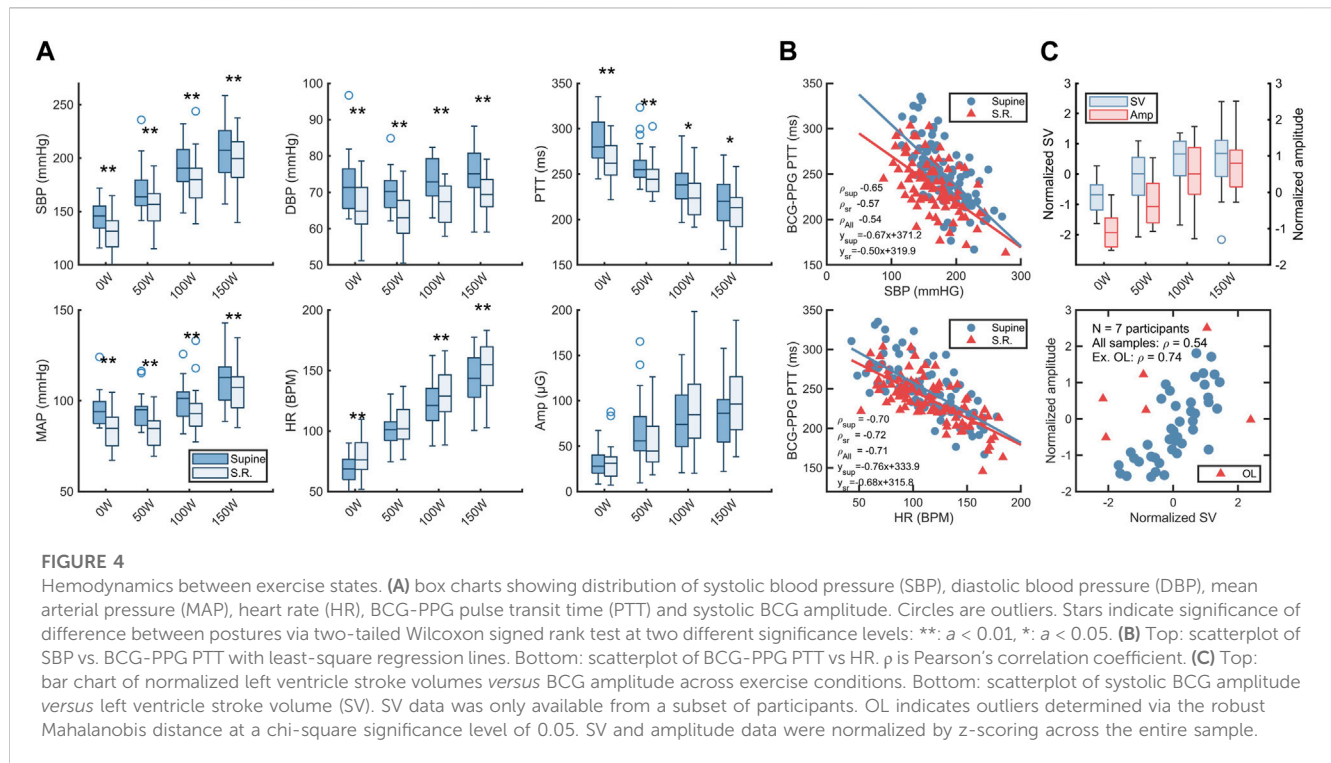 A
B
C
SBP (mmHg)
250
200
150
100
**
**
**
**
0W
50W
100W
150W
DBP (mmHg)
100
90
80
70
60
50
**
**
**
**
0W
50W
100W
150W
PTT (ms)
350
300
250
200
150
**
**
*
*
0W
50W
100W
150W
MAP (mmHg)
150
100
50
**
**
**
**
Supine
S.R.
0W
50W
100W
150W
HR (BPM)
200
150
100
50
**
**
**
0W
50W
100W
150W
Amp (μG)
200
150
100
50
0
0W
50W
100W
150W
BCG-PPG PTT (ms)
350
300
250
200
150
Supine
S.R.
ρsup -0.65
ρsr -0.57
ρAll -0.54
ysup=-0.67x+371.2
ysr=-0.50x+319.9
0
100
200
300
SBP (mmHG)
BCG-PPG PTT (ms)
350
300
250
200
150
Supine
S.R.
ρsup = -0.70
ρsr = -0.72
ρAll = -0.71
ysup=-0.76x+333.9
ysr=-0.68x+315.8
50
100
150
200
HR (BPM)
Normalized SV
3
2
1
0
-1
-2
SV
Amp
3
2
1
0
-1
-2
Normalized amplitude
0W
50W
100W
150W
Normalized amplitude
3
2
1
0
-1
N = 7 participants
All samples: ρ = 0.54
Ex. OL: ρ = 0.74
OL
-2
0
2
Normalized SV
FIGURE 4
Hemodynamics between exercise states. (A) box charts showing distribution of systolic blood pressure (SBP), diastolic blood pressure (DBP), mean
arterial pressure (MAP), heart rate (HR), BCG-PPG pulse transit time (PTT) and systolic BCG amplitude. Circles are outliers. Stars indicate significance of
difference between postures via two-tailed Wilcoxon signed rank test at two different significance levels: **: a < 0.01, *: a < 0.05. (B) Top: scatterplot of
SBP vs. BCG-PPG PTT with least-square regression lines. Bottom: scatterplot of BCG-PPG PTT vs HR. ρ is Pearson's correlation coefficient. (C) Top:
bar chart of normalized left ventricle stroke volumes versus BCG amplitude across exercise conditions. Bottom: scatterplot of systolic BCG amplitude
versus left ventricle stroke volume (SV). SV data was only available from a subset of participants. OL indicates outliers determined via the robust
Mahalanobis distance at a chi-square significance level of 0.05. SV and amplitude data were normalized by z-scoring across the entire sample.